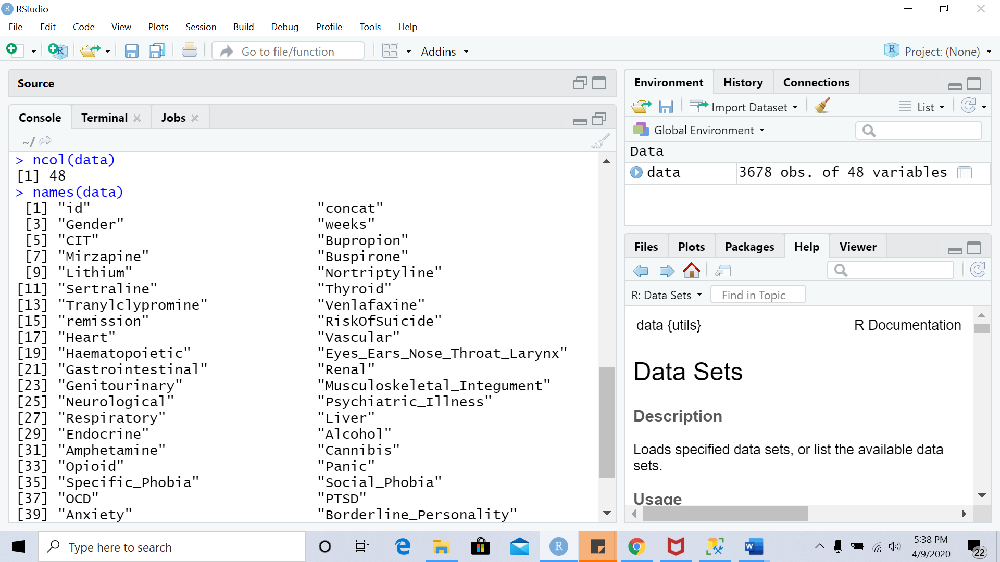 RStudio
File Edit Code View Plots Session Build Debug Profile Tools Help
Go to file/function Addins Project: (None)
Source
Console Terminal Jobs
~/
> ncol(data)
[1] 48
> names(data)
[1] "id" "concat"
[3] "Gender" "weeks"
[5] "CIT" "Bupropion"
[7] "Mirzapine" "Buspirone"
[9] "Lithium" "Nortriptyline"
[11] "Sertraline" "Thyroid"
[13] "Tranylclypromine" "Venlafaxine"
[15] "remission" "RiskOfSuicide"
[17] "Heart" "Vascular"
[19] "Haematopoietic" "Eyes_Ears_Nose_Throat_Larynx"
[21] "Gastrointestinal" "Renal"
[23] "Genitourinary" "Musculoskeletal_Integument"
[25] "Neurological" "Psychiatric_Illness"
[27] "Respiratory" "Liver"
[29] "Endocrine" "Alcohol"
[31] "Amphetamine" "Cannibis"
[33] "Opioid" "Panic"
[35] "Specific_Phobia" "Social_Phobia"
[37] "OCD" "PTSD"
[39] "Anxiety" "Borderline_Personality"
Environment History Connections
Import Dataset List
Global Environment
Data
data 3678 obs. of 48 variables
Files Plots Packages Help Viewer
R: Data Sets Find in Topic
data {utils} R Documentation
Data Sets
Description
Loads specified data sets, or list the available data
sets.
Usage
Type here to search
5:38 PM
4/9/2020
22